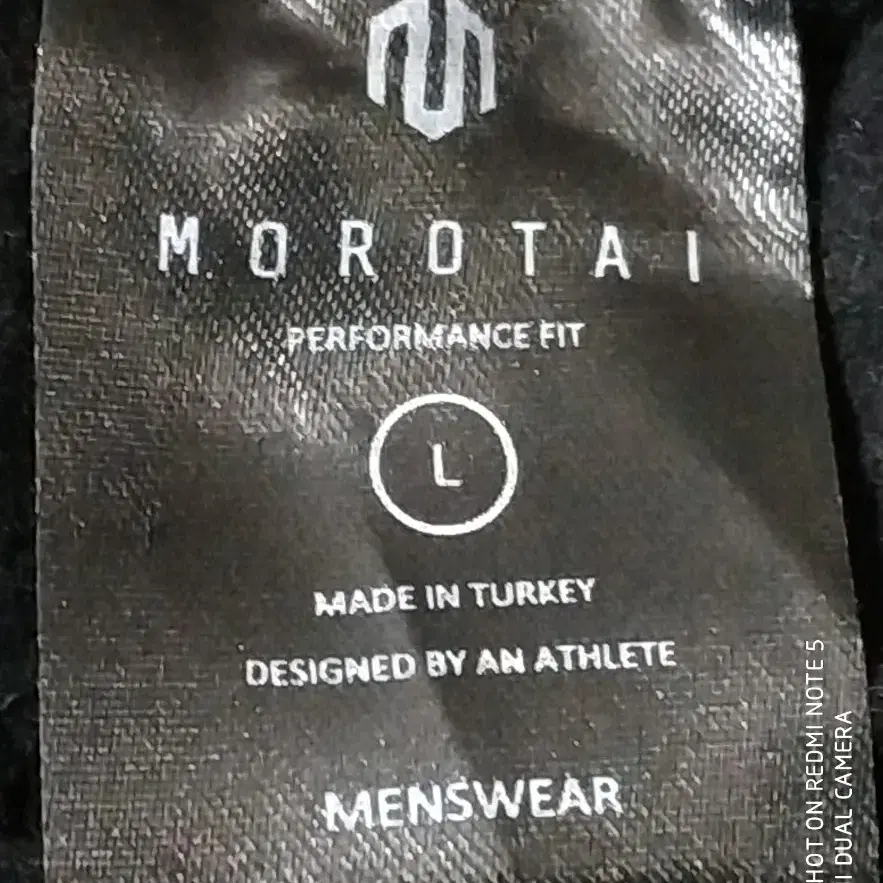 MOROTAI
PERFORMANCE FIT
L
MADE IN TURKEY
DESIGNED BY AN ATHLETE
MENSWEAR
HOT ON REDMI NOTE 5
I DUAL CAMERA